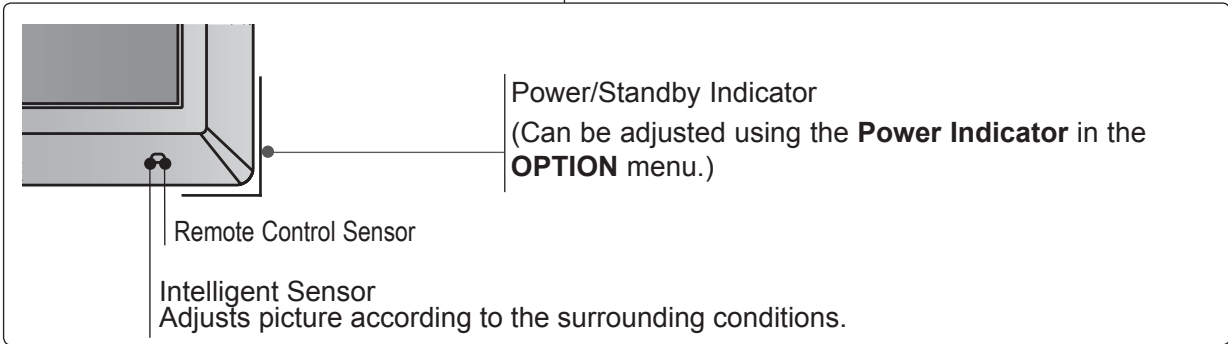 Power/Standby Indicator
(Can be adjusted using the Power Indicator in the
OPTION menu.)
Remote Control Sensor
Intelligent Sensor
Adjusts picture according to the surrounding conditions.